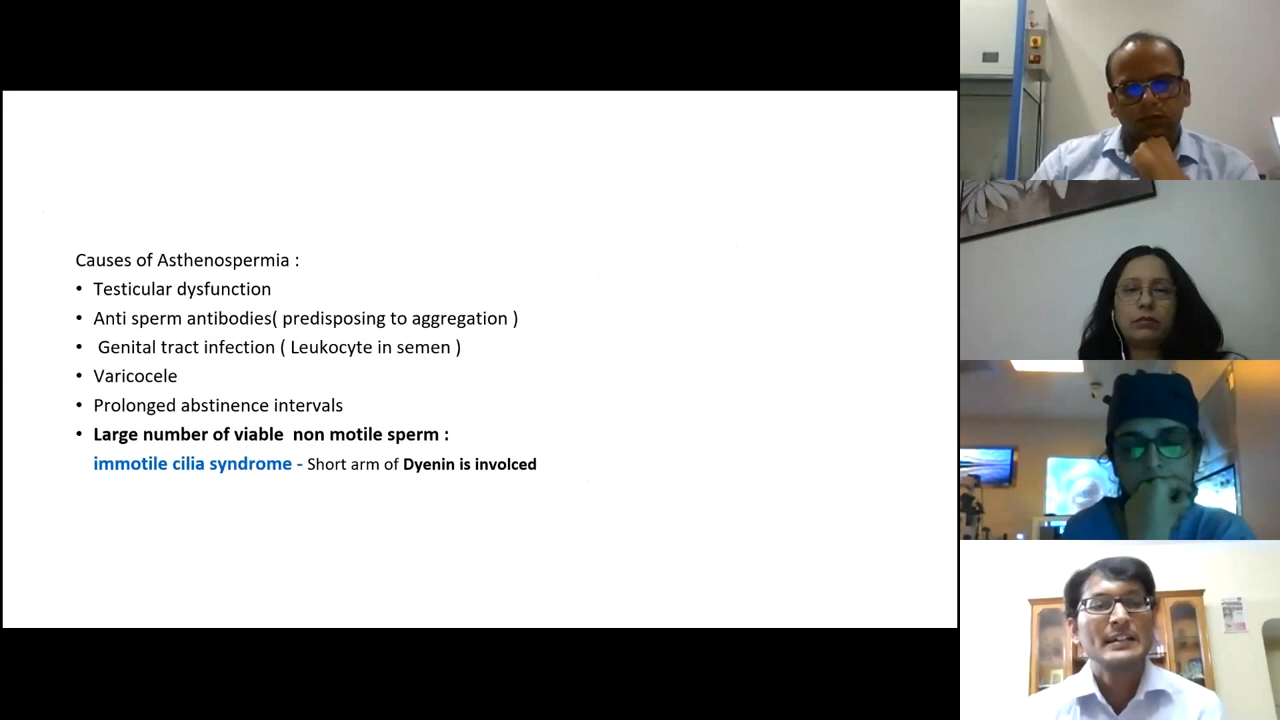 Causes of Asthenospermia :
• Testicular dysfunction
• Anti sperm antibodies( predisposing to aggregation )
• Genital tract infection ( Leukocyte in semen )
• Varicocele
• Prolonged abstinence intervals
• Large number of viable non motile sperm :
immotile cilia syndrome - Short arm of Dyenin is involced